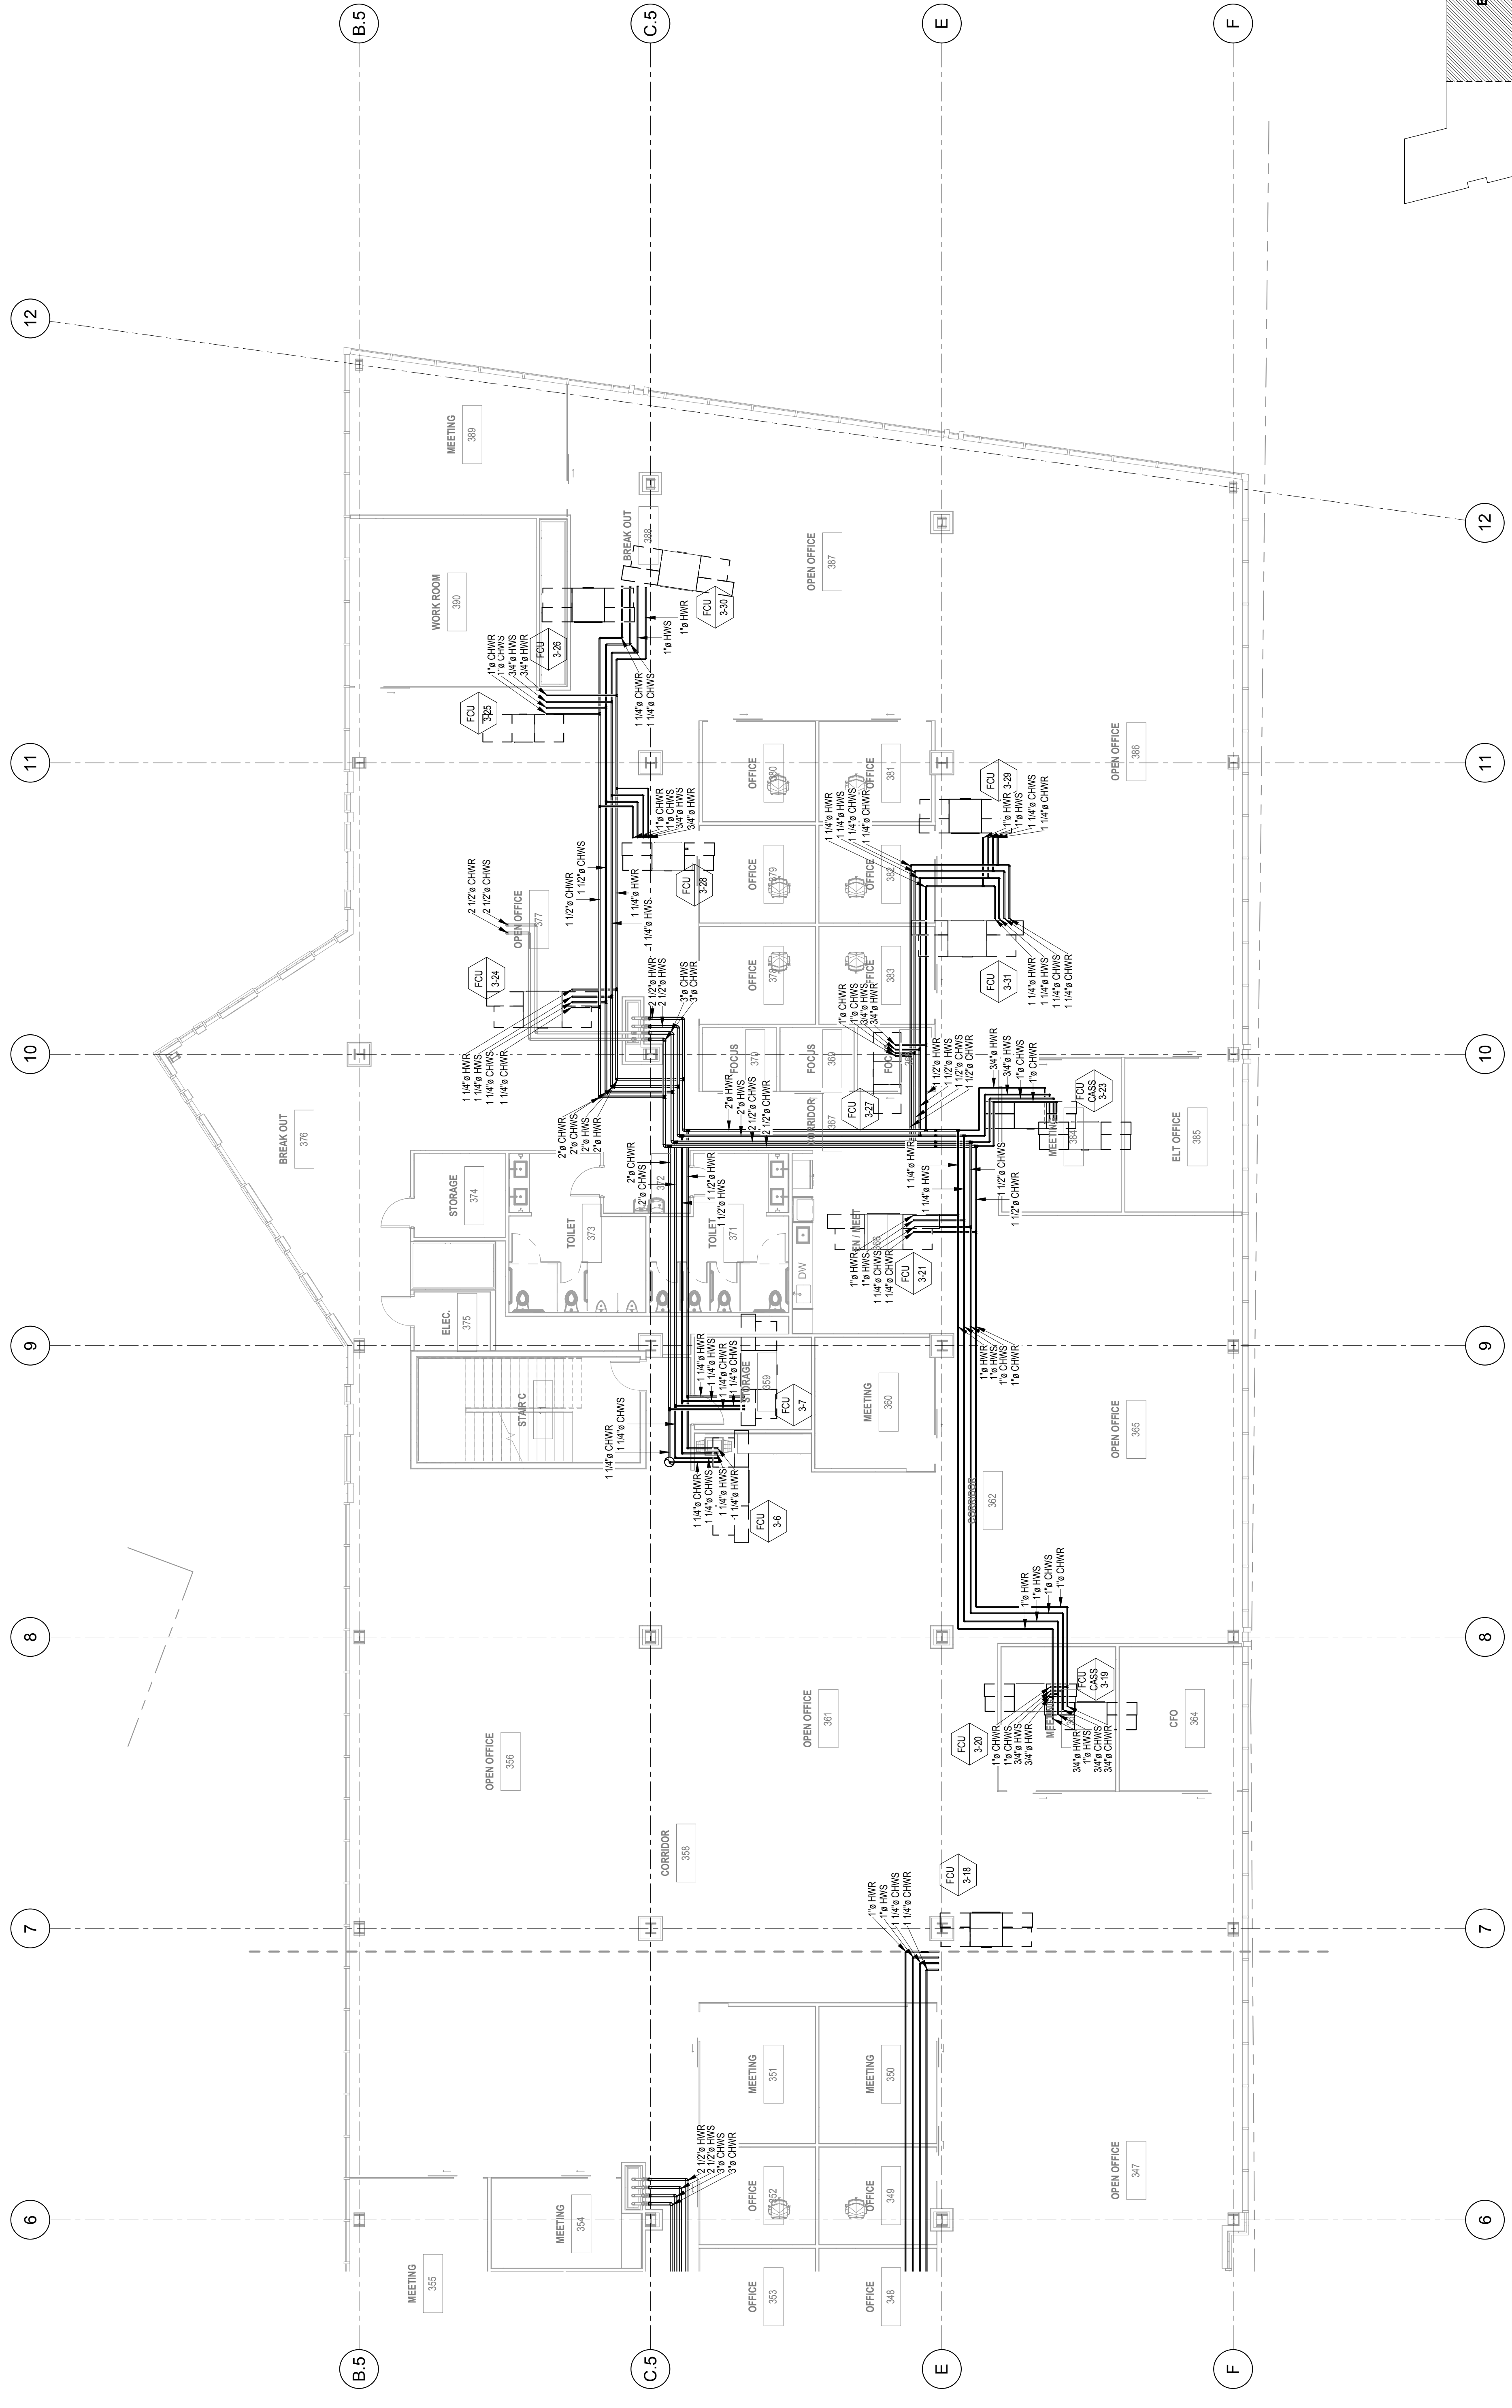 12
11
10
9
8
7
6
B.5
C.5
E
F
B.5
C.5
E
F
12
11
10
9
8
7
6
E
MEETING
389
WORK ROOM
390
BREAK OUT
388
OPEN OFFICE
387
OPEN OFFICE
386
FCU
3-26
FCU
3-30
FCU
3-25
1"ø CHWR
1"ø CHWS
3/4"ø HWS
3/4"ø HWR
1"ø HWS
1"ø HWR
1 1/4"ø CHWR
1 1/4"ø CHWS
OFFICE
380
OFFICE
381
OFFICE
379
OFFICE
382
OFFICE
378
OFFICE
383
FCU
3-29
1"ø HWR
1"ø HWS
1 1/4"ø CHWS
1 1/4"ø CHWR
1 1/4"ø HWR
1 1/4"ø HWS
1 1/4"ø CHWS
1 1/4"ø CHWR
1"ø CHWR
1"ø CHWS
3/4"ø HWS
3/4"ø HWR
FCU
3-28
1 1/2"ø CHWR
1 1/2"ø CHWS
1 1/4"ø HWR
1 1/4"ø HWS
2 1/2"ø CHWR
2 1/2"ø CHWS
OPEN OFFICE
377
FCU
3-24
1 1/4"ø HWR
1 1/4"ø HWS
1 1/4"ø CHWS
1 1/4"ø CHWR
2 1/2"ø HWR
2 1/2"ø HWS
3"ø CHWS
3"ø CHWR
FCU
3-31
1 1/4"ø HWR
1 1/4"ø HWS
1 1/4"ø CHWS
1 1/4"ø CHWR
1"ø CHWR
1"ø CHWS
3/4"ø HWS
3/4"ø HWR
FCU
3-27
FOCUS
370
FOCUS
369
CORRIDOR
367
1 1/2"ø HWR
1 1/2"ø HWS
1 1/2"ø CHWS
1 1/2"ø CHWR
3/4"ø HWR
3/4"ø HWS
1"ø CHWS
1"ø CHWR
FCU
CASS
3-23
MEETING
384
ELT OFFICE
385
2"ø HWR
2"ø HWS
2 1/2"ø CHWS
2 1/2"ø CHWR
2"ø CHWR
2"ø CHWS
2"ø HWS
2"ø HWR
BREAK OUT
376
STORAGE
374
TOILET
373
372
TOILET
371
2"ø CHWR
2"ø CHWS
1 1/2"ø HWR
1 1/2"ø HWS
DW
1 1/4"ø HWR
1 1/4"ø HWS
1 1/2"ø CHWS
1 1/2"ø CHWR
1"ø HWR
1"ø HWS
1 1/4"ø CHWS
1 1/4"ø CHWR
FCU
3-21
ELEC.
375
STAIR C
11
1 1/4"ø HWR
1 1/4"ø HWS
1 1/4"ø CHWR
1 1/4"ø CHWS
STORAGE
359
FCU
3-7
MEETING
360
1"ø HWR
1"ø HWS
1"ø CHWS
1"ø CHWR
1 1/4"ø CHWR
1 1/4"ø CHWS
1 1/4"ø CHWR
1 1/4"ø CHWS
1 1/4"ø HWS
1 1/4"ø HWR
FCU
3-6
OPEN OFFICE
365
CORRIDOR
362
1"ø HWR
1"ø HWS
1"ø CHWS
1"ø CHWR
FCU
CASS
3-19
FCU
3-20
1"ø CHWR
1"ø CHWS
3/4"ø HWS
3/4"ø HWR
3/4"ø HWR
1"ø HWS
3/4"ø CHWS
3/4"ø CHWR
CFO
364
OPEN OFFICE
361
OPEN OFFICE
356
CORRIDOR
358
FCU
3-18
1"ø HWR
1"ø HWS
1 1/4"ø CHWS
1 1/4"ø CHWR
MEETING
351
MEETING
350
OPEN OFFICE
347
2 1/2"ø HWR
2 1/2"ø HWS
3"ø CHWS
3"ø CHWR
OFFICE
352
OFFICE
349
MEETING
354
MEETING
355
OFFICE
353
OFFICE
348